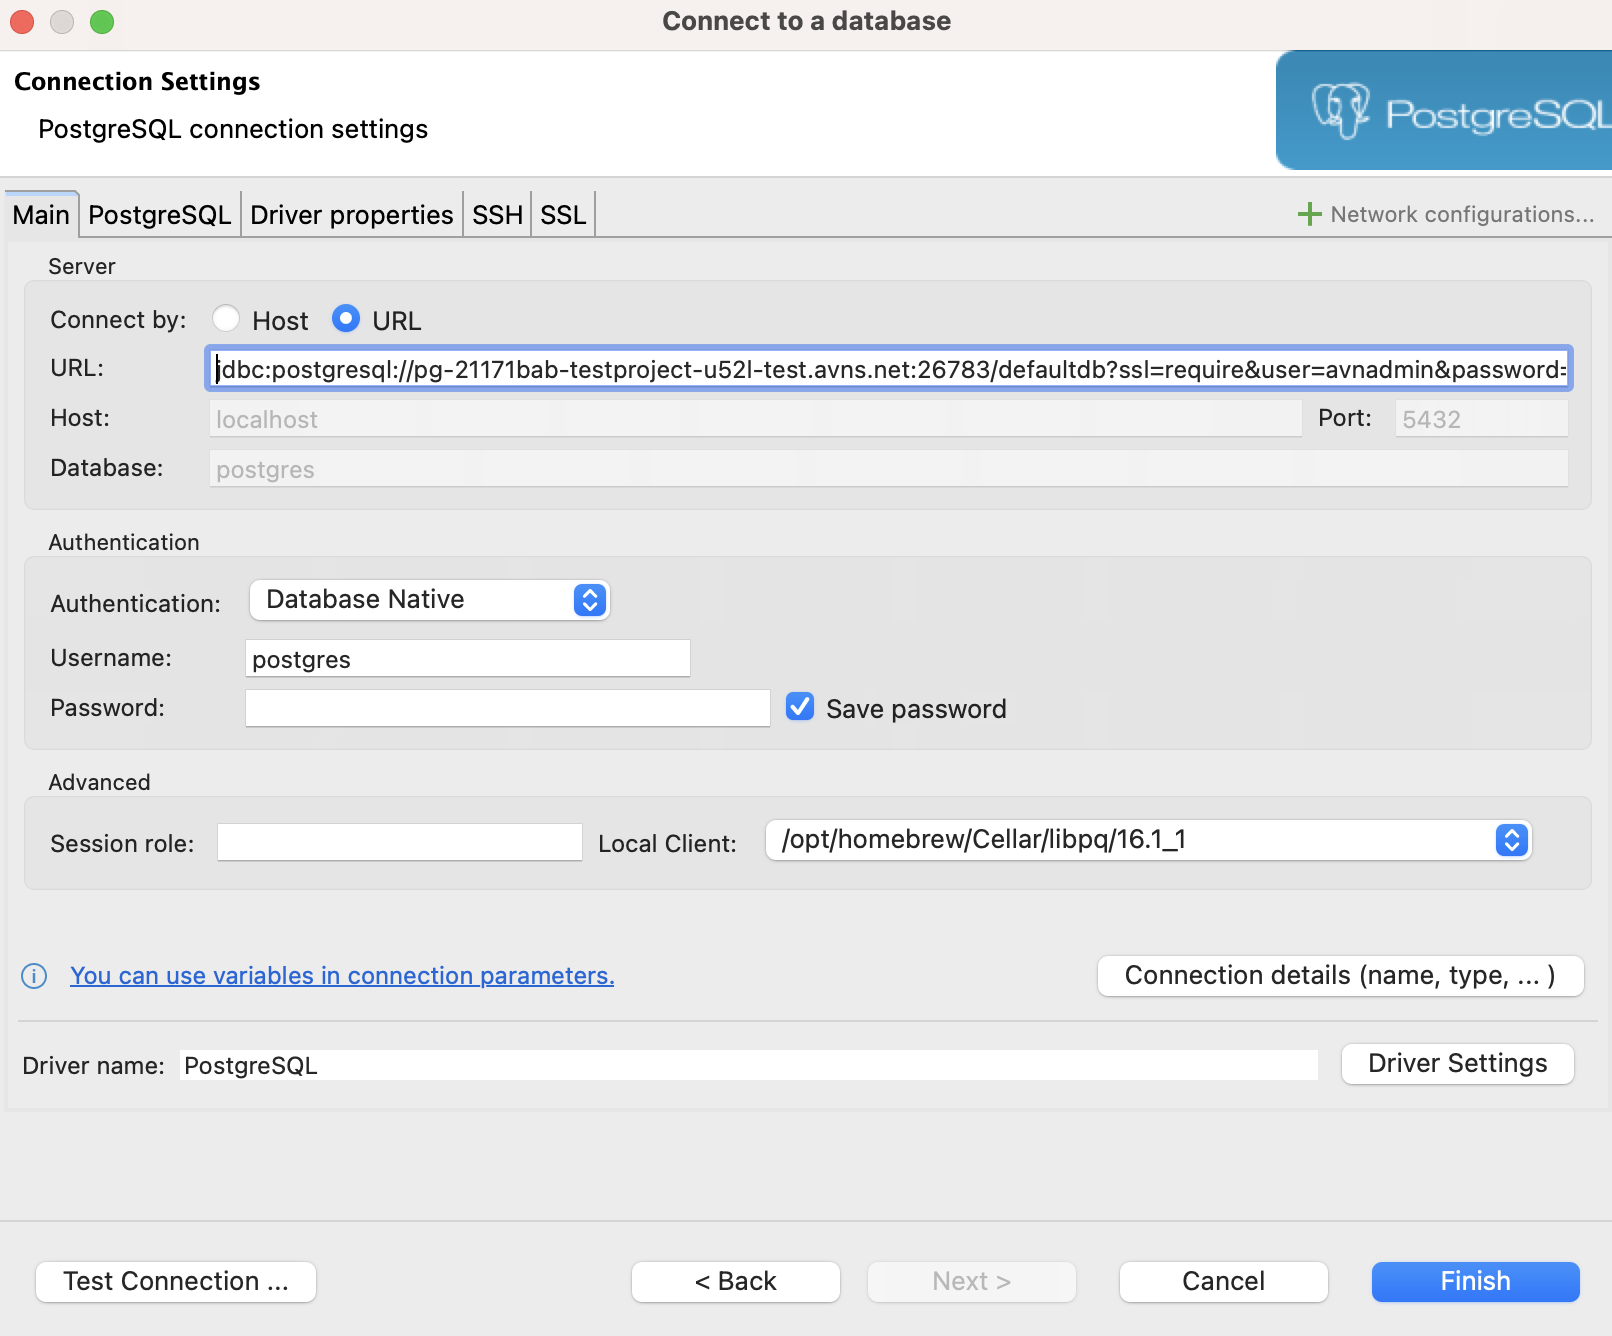 Connect to a database
Connection Settings
PostgreSQL connection settings
PostgreSQL
Main PostgreSQL Driver properties SSH SSL Network configurations...
Server
Connect by: Host URL
URL: jdbc:postgresql://pg-21171bab-testproject-u52l-test.avns.net:26783/defaultdb?ssl=require&user=avnadmin&password=
Host: localhost Port: 5432
Database: postgres
Authentication
Authentication: Database Native
Username: postgres
Password: Save password
Advanced
Session role: Local Client: /opt/homebrew/Cellar/libpq/16.1_1
You can use variables in connection parameters. Connection details (name, type, ... )
Driver name: PostgreSQL Driver Settings
Test Connection ... < Back Next > Cancel Finish